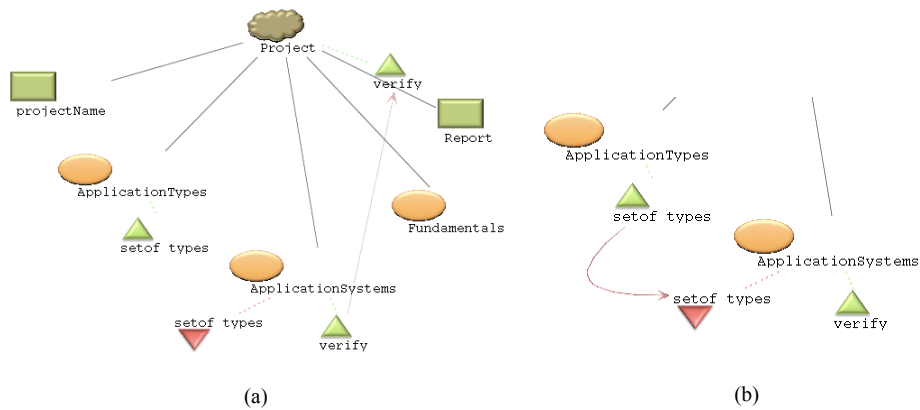 Project
verify
projectName
Report
ApplicationTypes
setof types
Fundamentals
ApplicationSystems
setof types
verify
(a)
ApplicationTypes
setof types
ApplicationSystems
setof types
verify
(b)